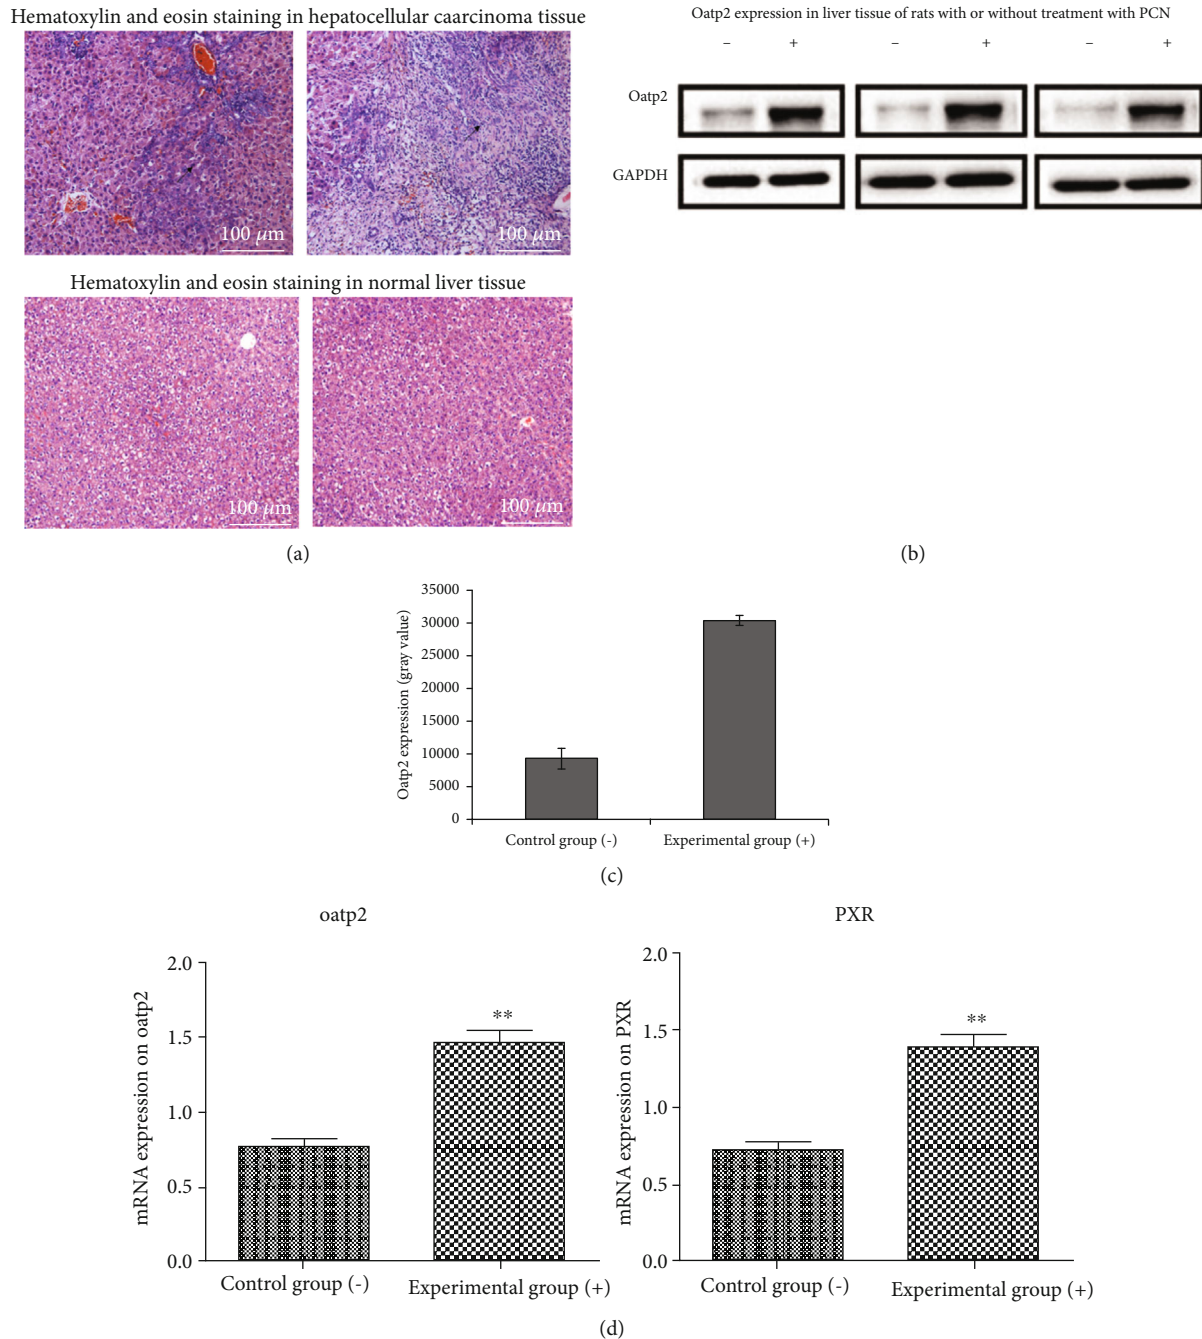 Hematoxylin and eosin staining in hepatocellular caarcinoma tissue
100 μm
100 μm
Hematoxylin and eosin staining in normal liver tissue
100 μm
100 μm
(a)
Oatp2 expression in liver tissue of rats with or without treatment with PCN
– + – + – +
Oatp2
GAPDH
(b)
35000
30000
25000
20000
15000
10000
5000
0
Oatp2 expression (gray value)
Control group (-)
Experimental group (+)
(c)
oatp2
2.0
1.5
1.0
0.5
0.0
mRNA expression on oatp2
**
Control group (-)
Experimental group (+)
PXR
2.0
1.5
1.0
0.5
0.0
mRNA expression on PXR
**
Control group (-)
Experimental group (+)
(d)